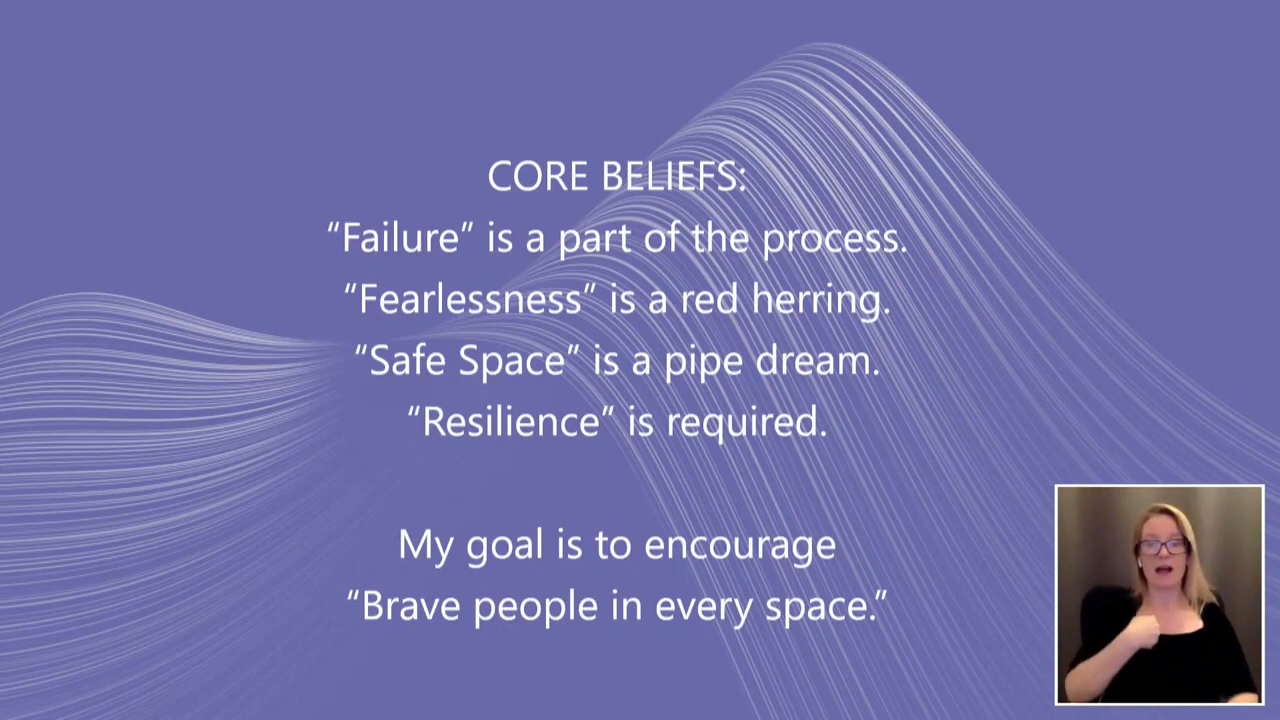 CORE BELIEFS:
“Failure” is a part of the process.
“Fearlessness” is a red herring.
“Safe Space” is a pipe dream.
“Resilience” is required.
My goal is to encourage
“Brave people in every space.”